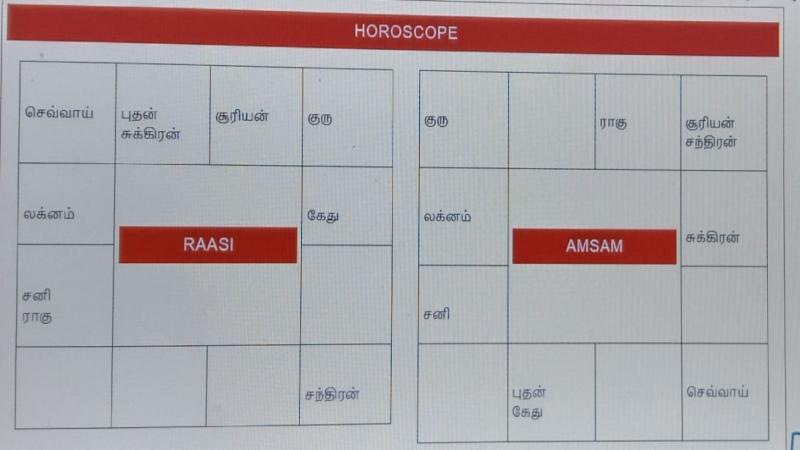 HOROSCOPE
செவ்வாய்
புதன்
சுக்கிரன்
சூரியன்
குரு
லக்னம்
கேது
RAASI
சனி
ராகு
சந்திரன்
குரு
ராகு
சூரியன்
சந்திரன்
லக்னம்
சுக்கிரன்
AMSAM
சனி
புதன்
கேது
செவ்வாய்